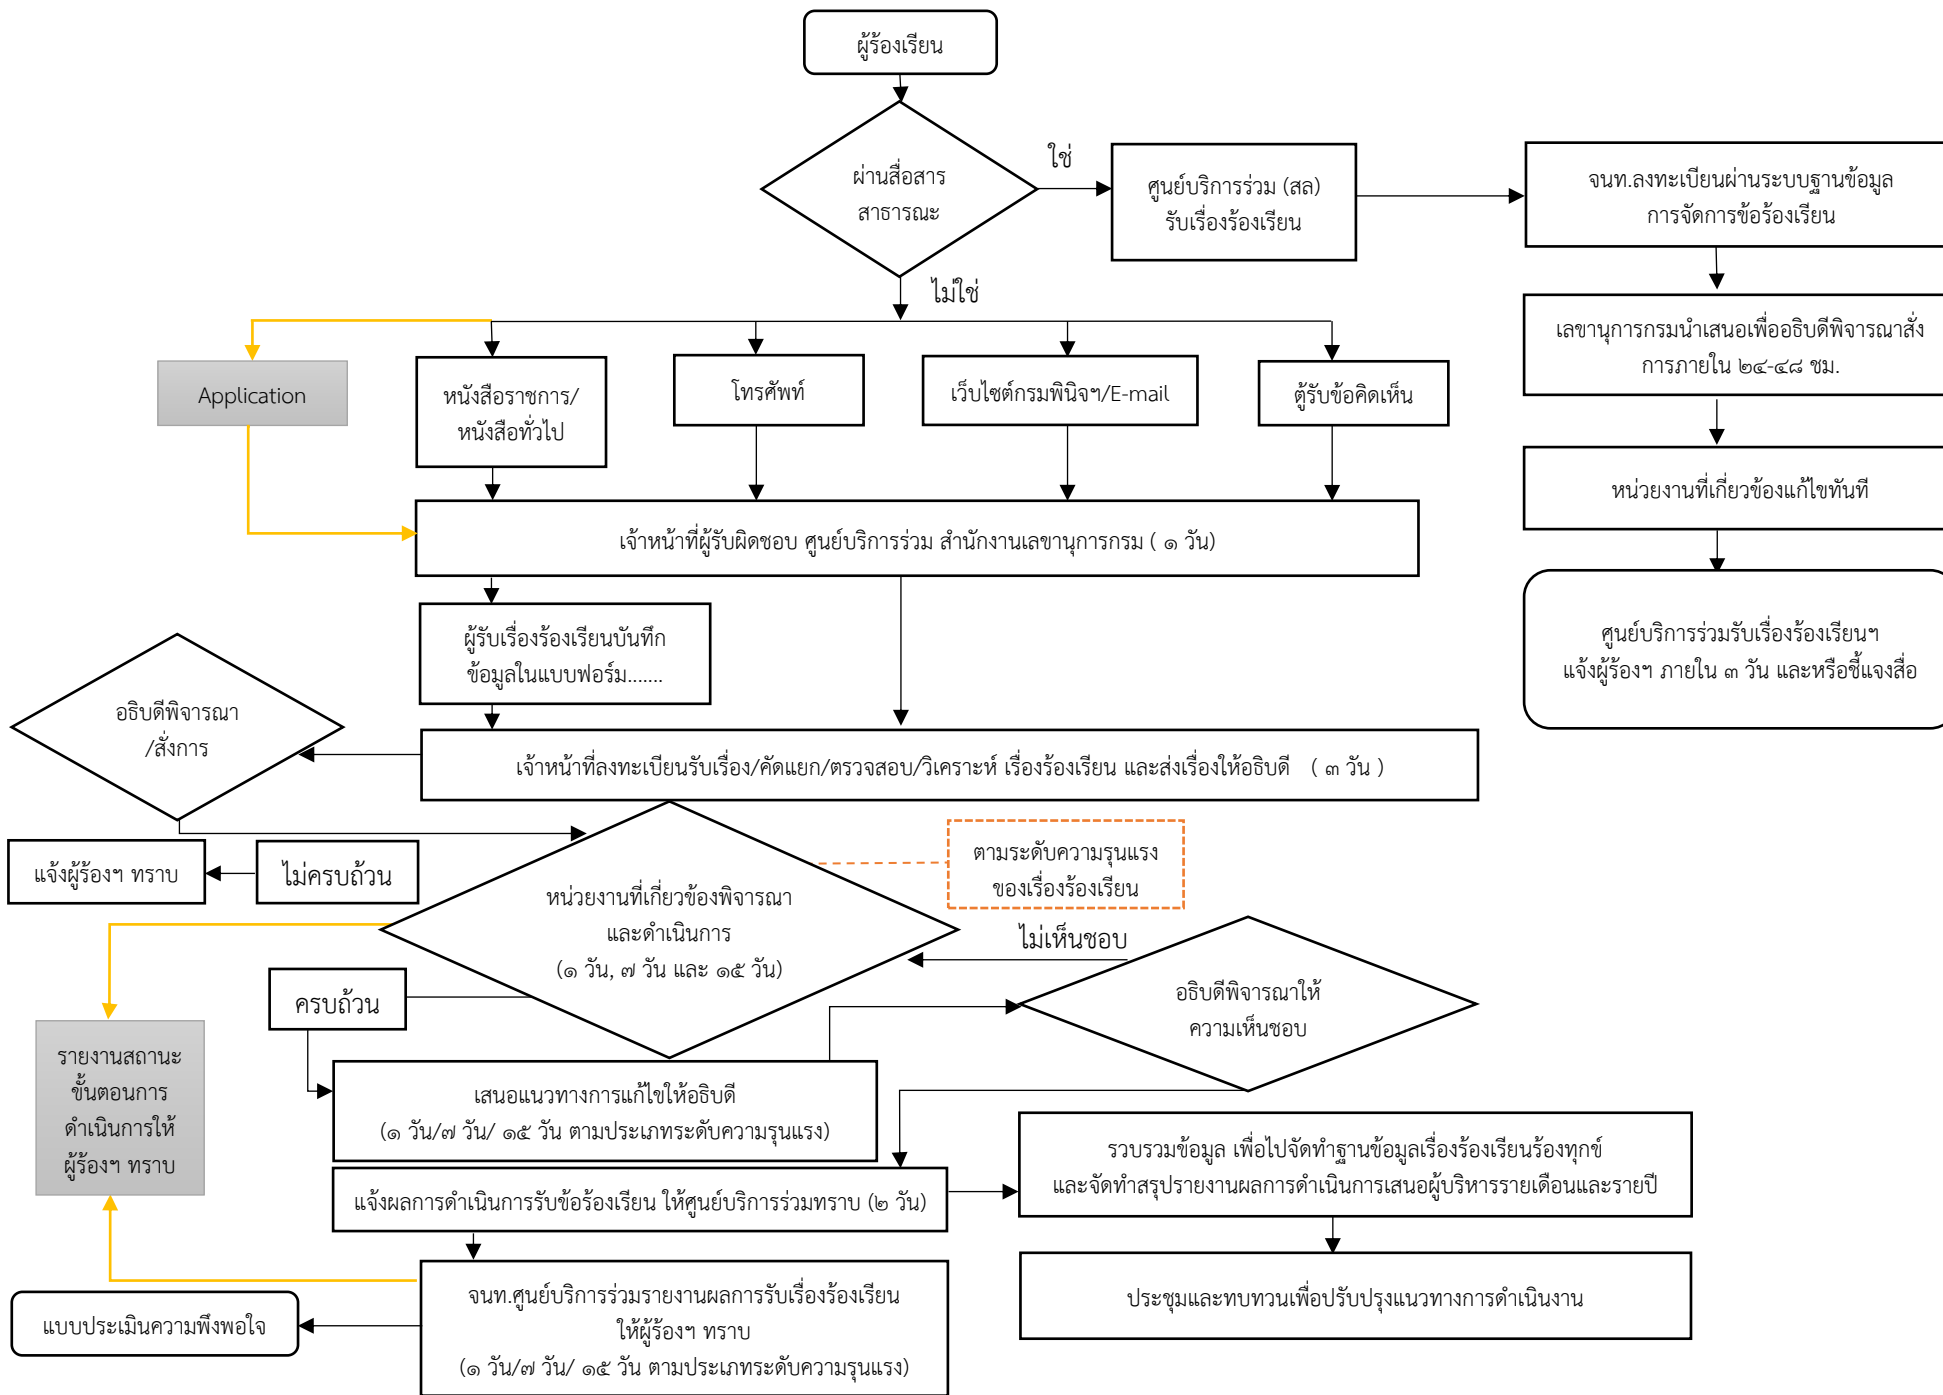 ผู้ร้องเรียน
ผ่านสื่อสาร
สาธารณะ
ใช่
ศูนย์บริการร่วม (สล)
รับเรื่องร้องเรียน
จนท.ลงทะเบียนผ่านระบบฐานข้อมูล
การจัดการข้อร้องเรียน
ไม่ใช่
เลขานุการกรมนำเสนอเพื่ออธิบดีพิจารณาสั่ง
การภายใน ๒๔-๔๘ ชม.
Application
หนังสือราชการ/
หนังสือทั่วไป
โทรศัพท์
เว็บไซต์กรมพินิจฯ/E-mail
ตู้รับข้อคิดเห็น
หน่วยงานที่เกี่ยวข้องแก้ไขทันที
เจ้าหน้าที่ผู้รับผิดชอบ ศูนย์บริการร่วม สำนักงานเลขานุการกรม ( ๑ วัน)
ศูนย์บริการร่วมรับเรื่องร้องเรียนฯ
แจ้งผู้ร้องฯ ภายใน ๓ วัน และหรือชี้แจงสื่อ
ผู้รับเรื่องร้องเรียนบันทึก
ข้อมูลในแบบฟอร์ม.......
อธิบดีพิจารณา
/สั่งการ
เจ้าหน้าที่ลงทะเบียนรับเรื่อง/คัดแยก/ตรวจสอบ/วิเคราะห์ เรื่องร้องเรียน และส่งเรื่องให้อธิบดี ( ๓ วัน )
แจ้งผู้ร้องฯ ทราบ
ไม่ครบถ้วน
ตามระดับความรุนแรง
ของเรื่องร้องเรียน
หน่วยงานที่เกี่ยวข้องพิจารณา
และดำเนินการ
(๑ วัน, ๗ วัน และ ๑๕ วัน)
ไม่เห็นชอบ
ครบถ้วน
อธิบดีพิจารณาให้
ความเห็นชอบ
รายงานสถานะ
ขั้นตอนการ
ดำเนินการให้
ผู้ร้องฯ ทราบ
เสนอแนวทางการแก้ไขให้อธิบดี
(๑ วัน/๗ วัน/ ๑๕ วัน ตามประเภทระดับความรุนแรง)
รวบรวมข้อมูล เพื่อไปจัดทำฐานข้อมูลเรื่องร้องเรียนร้องทุกข์
และจัดทำสรุปรายงานผลการดำเนินการเสนอผู้บริหารรายเดือนและรายปี
แจ้งผลการดำเนินการรับข้อร้องเรียน ให้ศูนย์บริการร่วมทราบ (๒ วัน)
ประชุมและทบทวนเพื่อปรับปรุงแนวทางการดำเนินงาน
จนท.ศูนย์บริการร่วมรายงานผลการรับเรื่องร้องเรียน
ให้ผู้ร้องฯ ทราบ
(๑ วัน/๗ วัน/ ๑๕ วัน ตามประเภทระดับความรุนแรง)
แบบประเมินความพึงพอใจ